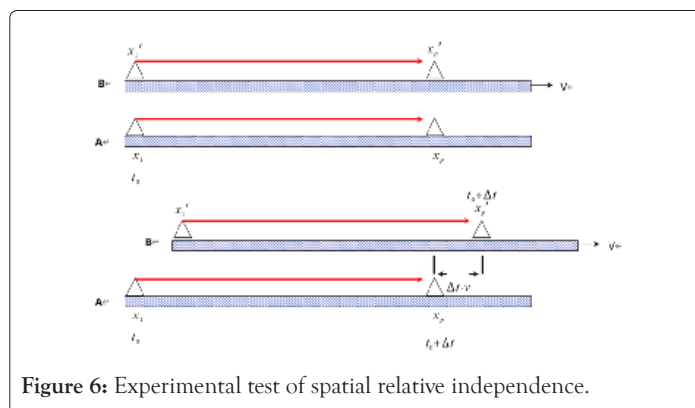 x₁′ xₚ′
B V
A
x₁ xₚ
t₀
t₀+Δt
x₁′ xₚ′
B V
Δt·v
A
x₁ xₚ
t₀ t₀+Δt
Figure 6: Experimental test of spatial relative independence.